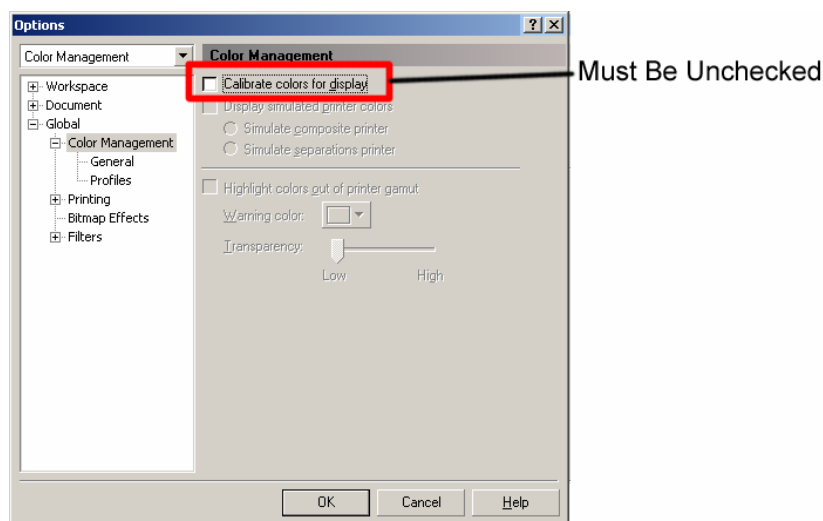 Options
Color Management
Color Management
Calibrate colors for display
Must Be Unchecked
Workspace
Document
Global
Color Management
General
Profiles
Printing
Bitmap Effects
Filters
Display simulated printer colors
Simulate composite printer
Simulate separations printer
Highlight colors out of printer gamut
Warning color:
Transparency:
Low High
OK Cancel Help